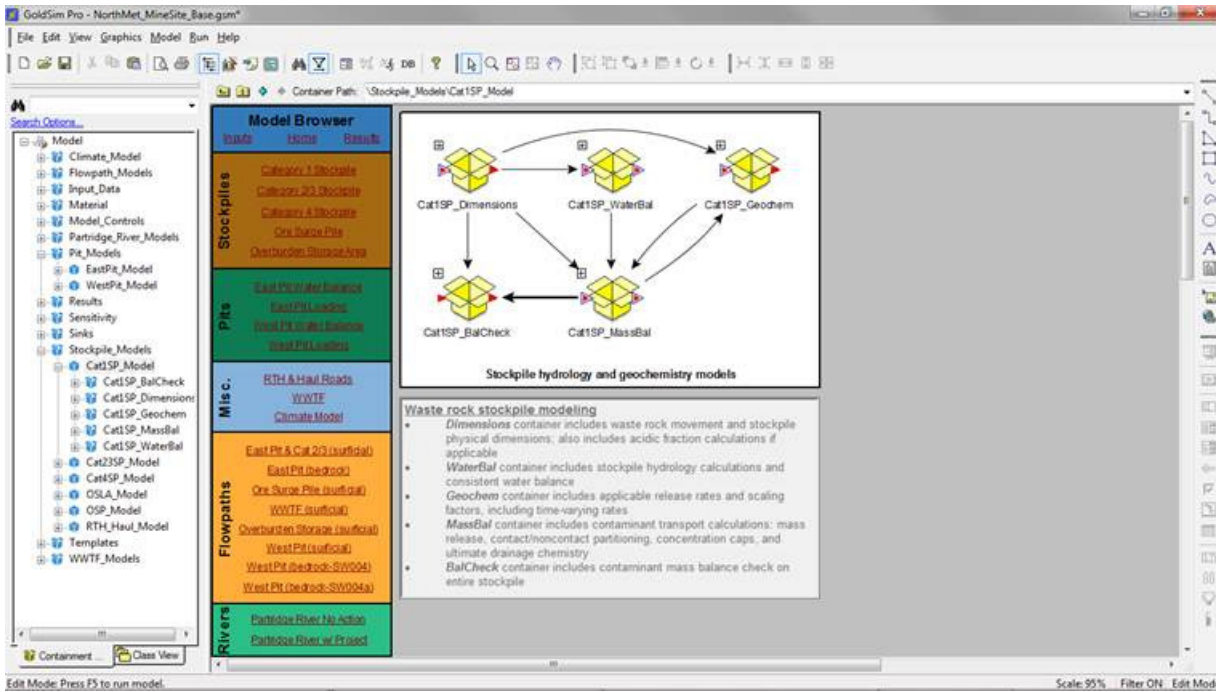 GoldSim Pro - NorthMet_MineSite_Base.gsm*
File Edit View Graphics Model Run Help
DB
Container Path: \Stockpile_Models\Cat1SP_Model
Search Options...
Model
Climate_Model
Flowpath_Models
Input_Data
Material
Model_Controls
Partridge_River_Models
Pit_Models
EastPit_Model
WestPit_Model
Results
Sensitivity
Sinks
Stockpile_Models
Cat1SP_Model
Cat1SP_BalCheck
Cat1SP_Dimensions
Cat1SP_Geochem
Cat1SP_MassBal
Cat1SP_WaterBal
Cat23SP_Model
Cat4SP_Model
OSLA_Model
OSP_Model
RTH_Haul_Model
Templates
WWTF_Models
Containment ...
Class View
Model Browser
Inputs Home Results
Stockpiles
Category 1 Stockpile
Category 2/3 Stockpile
Category 4 Stockpile
Ore Surge Pile
Overburden Storage Area
Pits
East Pit Water Balance
East Pit Loading
West Pit Water Balance
West Pit Loading
Misc.
RTH & Haul Roads
WWTF
Climate Model
Flowpaths
East Pit & Cat 2/3 (surficial)
East Pit (bedrock)
Ore Surge Pile (surficial)
WWTF (surficial)
Overburden Storage (surficial)
West Pit (surficial)
West Pit (bedrock-SW004)
West Pit (bedrock-SW004a)
Rivers
Partridge River No Action
Partridge River w/ Project
Cat1SP_Dimensions
Cat1SP_WaterBal
Cat1SP_Geochem
Cat1SP_BalCheck
Cat1SP_MassBal
Stockpile hydrology and geochemistry models
Waste rock stockpile modeling
• Dimensions container includes waste rock movement and stockpile
physical dimensions; also includes acidic fraction calculations if
applicable
• WaterBal container includes stockpile hydrology calculations and
consistent water balance
• Geochem container includes applicable release rates and scaling
factors, including time-varying rates
• MassBal container includes contaminant transport calculations: mass
release, contact/noncontact partitioning, concentration caps, and
ultimate drainage chemistry
• BalCheck container includes contaminant mass balance check on
entire stockpile
Edit Mode: Press F5 to run model.
Scale: 95% Filter ON Edit Mod